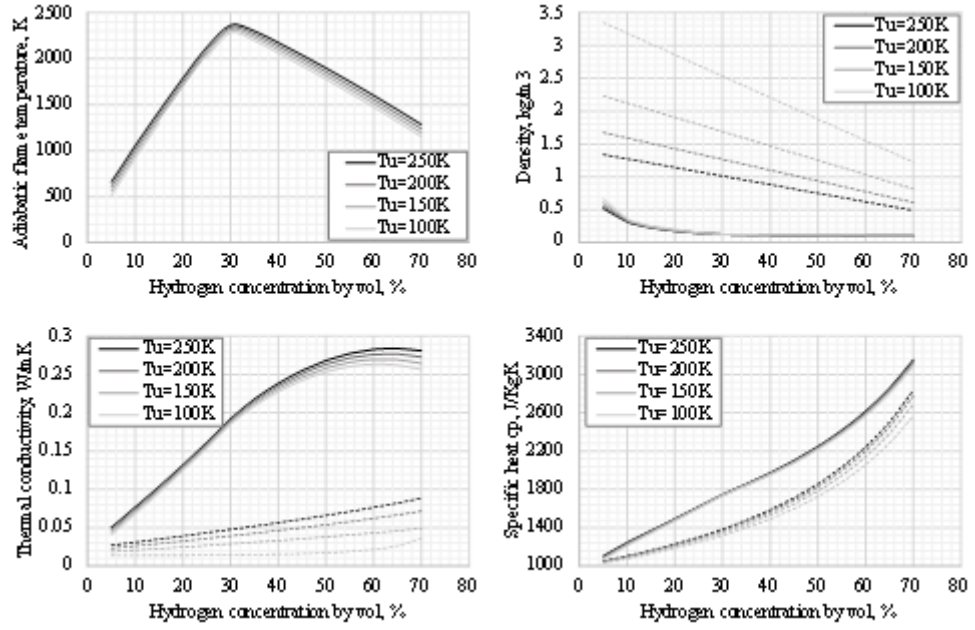 Adiabatic flame temperature, K
2500
2000
1500
1000
500
0
Tu=250K
Tu=200K
Tu=150K
Tu=100K
0 10 20 30 40 50 60 70 80
Hydrogen concentration by vol, %
Density, kg/m3
3.5
3
2.5
2
1.5
1
0.5
0
Tu=250K
Tu=200K
Tu=150K
Tu=100K
0 10 20 30 40 50 60 70 80
Hydrogen concentration by vol, %
Thermal conductivity, W/mK
0.3
0.25
0.2
0.15
0.1
0.05
0
Tu=250K
Tu=200K
Tu=150K
Tu=100K
0 10 20 30 40 50 60 70 80
Hydrogen concentration by vol, %
Specific heat cp, J/KgK
3400
3000
2600
2200
1800
1400
1000
Tu=250K
Tu=200K
Tu=150K
Tu=100K
0 10 20 30 40 50 60 70 80
Hydrogen concentration by vol, %